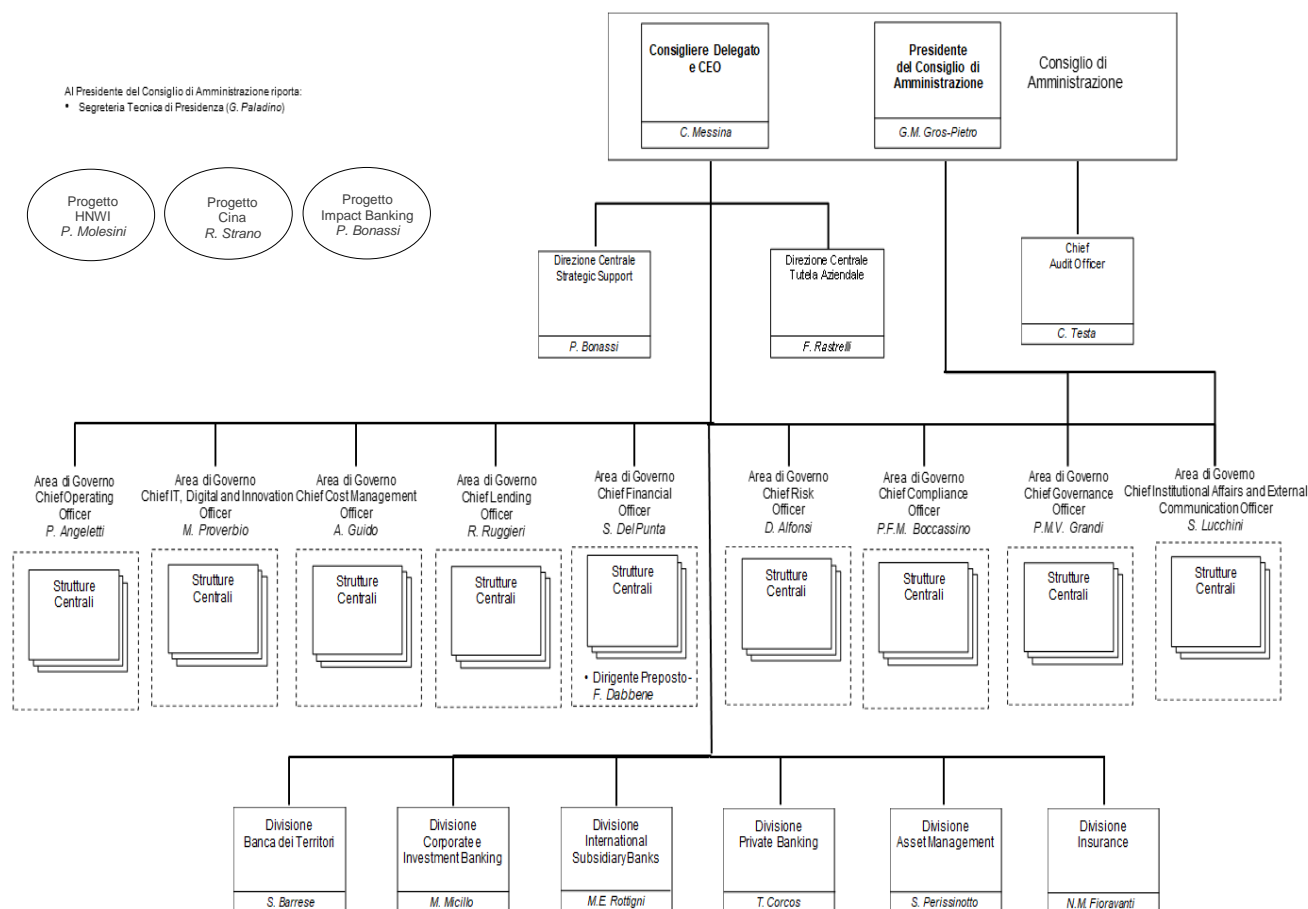 Consigliere Delegato
e CEO
C. Messina
Presidente
del Consiglio di
Amministrazione
G.M. Gros-Pietro
Consiglio di
Amministrazione
Al Presidente del Consiglio di Amministrazione riporta:
• Segreteria Tecnica di Presidenza (G. Paladino)
Progetto
HNWI
P. Molesini
Progetto
Cina
R. Strano
Progetto
Impact Banking
P. Bonassi
Direzione Centrale
Strategic Support
P. Bonassi
Direzione Centrale
Tutela Aziendale
F. Rastrelli
Chief
Audit Officer
C. Testa
Area di Governo
Chief Operating
Officer
P. Angeletti
Area di Governo
Chief IT, Digital and Innovation
Officer
M. Proverbio
Area di Governo
Chief Cost Management
Officer
A. Guido
Area di Governo
Chief Lending
Officer
R. Ruggieri
Area di Governo
Chief Financial
Officer
S. Del Punta
Area di Governo
Chief Risk
Officer
D. Alfonsi
Area di Governo
Chief Compliance
Officer
P.F.M. Boccassino
Area di Governo
Chief Governance
Officer
P.M.V. Grandi
Area di Governo
Chief Institutional Affairs and External
Communication Officer
S. Lucchini
Strutture
Centrali
Strutture
Centrali
Strutture
Centrali
Strutture
Centrali
Strutture
Centrali
• Dirigente Preposto-
F. Dabbene
Strutture
Centrali
Strutture
Centrali
Strutture
Centrali
Strutture
Centrali
Divisione
Banca dei Territori
S. Barrese
Divisione
Corporate e
Investment Banking
M. Micillo
Divisione
International
Subsidiary Banks
M.E. Rottigni
Divisione
Private Banking
T. Corcos
Divisione
Asset Management
S. Perissinotto
Divisione
Insurance
N.M. Fioravanti